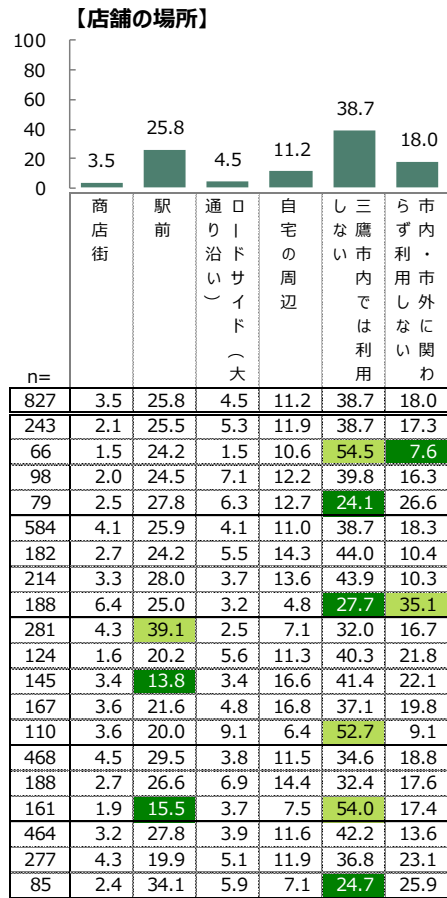 【店舗の場所】
100
80
60
40
20
0
3.5
25.8
4.5
11.2
38.7
18.0
商店街
駅前
ロードサイド（大
通り沿い）
自宅の周辺
三鷹市内では利用
しない
市内・市外に関わ
らず利用しない
n=
827 3.5 25.8 4.5 11.2 38.7 18.0
243 2.1 25.5 5.3 11.9 38.7 17.3
66 1.5 24.2 1.5 10.6 54.5 7.6
98 2.0 24.5 7.1 12.2 39.8 16.3
79 2.5 27.8 6.3 12.7 24.1 26.6
584 4.1 25.9 4.1 11.0 38.7 18.3
182 2.7 24.2 5.5 14.3 44.0 10.4
214 3.3 28.0 3.7 13.6 43.9 10.3
188 6.4 25.0 3.2 4.8 27.7 35.1
281 4.3 39.1 2.5 7.1 32.0 16.7
124 1.6 20.2 5.6 11.3 40.3 21.8
145 3.4 13.8 3.4 16.6 41.4 22.1
167 3.6 21.6 4.8 16.8 37.1 19.8
110 3.6 20.0 9.1 6.4 52.7 9.1
468 4.5 29.5 3.8 11.5 34.6 18.8
188 2.7 26.6 6.9 14.4 32.4 17.6
161 1.9 15.5 3.7 7.5 54.0 17.4
464 3.2 27.8 3.9 11.6 42.2 13.6
277 4.3 19.9 5.1 11.9 36.8 23.1
85 2.4 34.1 5.9 7.1 24.7 25.9